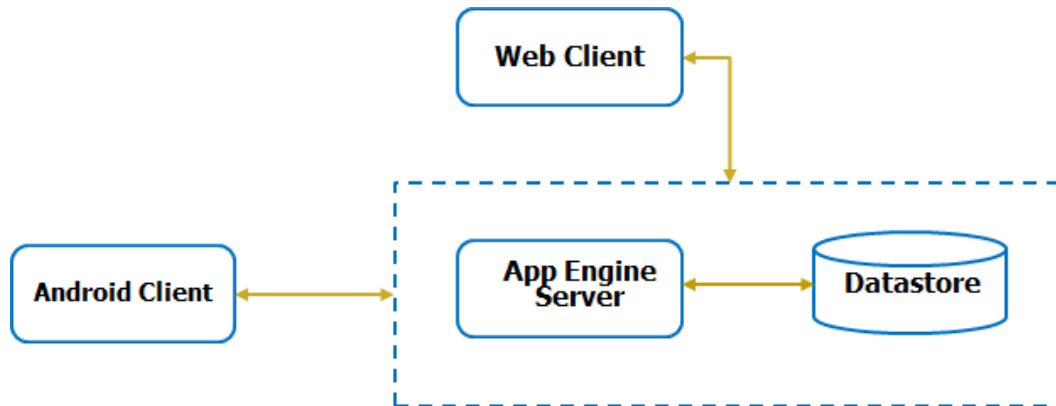 Web Client
Android Client
App Engine
Server
Datastore